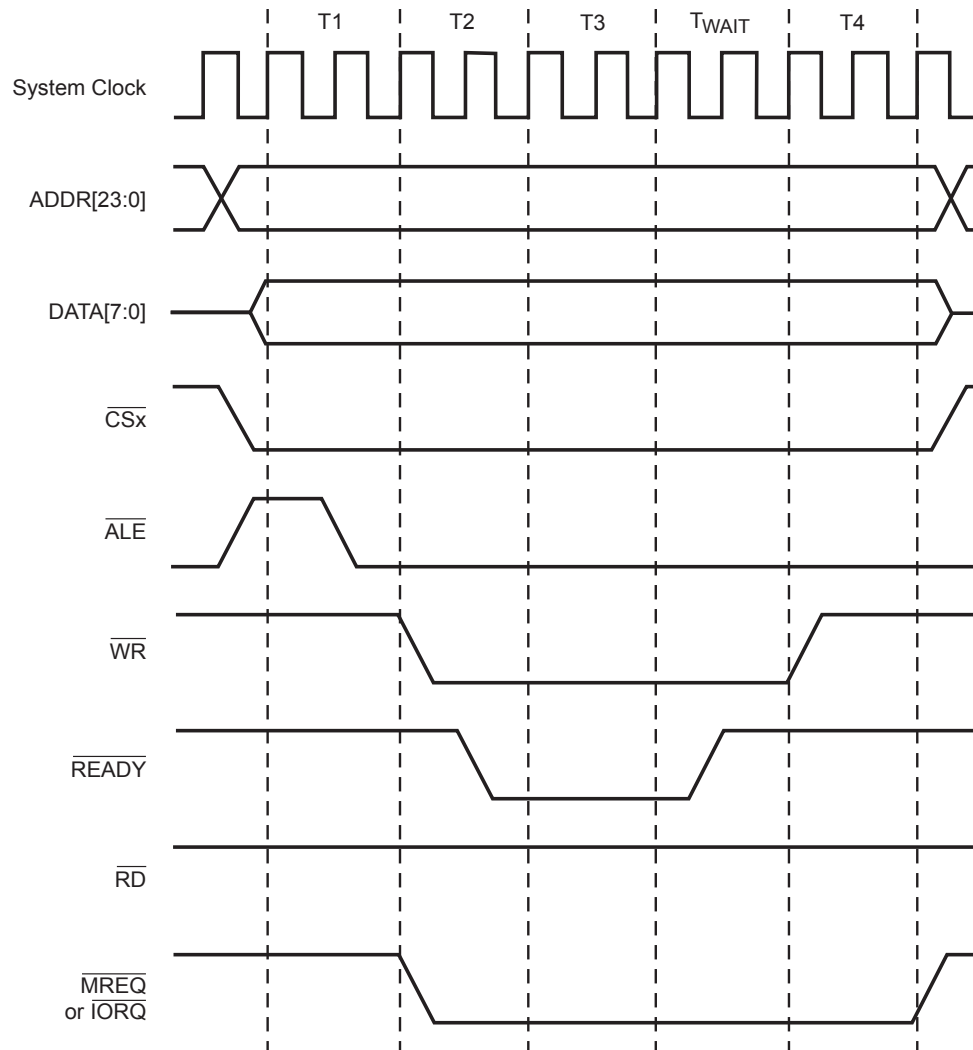 T1 T2 T3 TWAIT T4
System Clock
ADDR[23:0]
DATA[7:0]
CSx
ALE
WR
READY
RD
MREQ
or IORQ